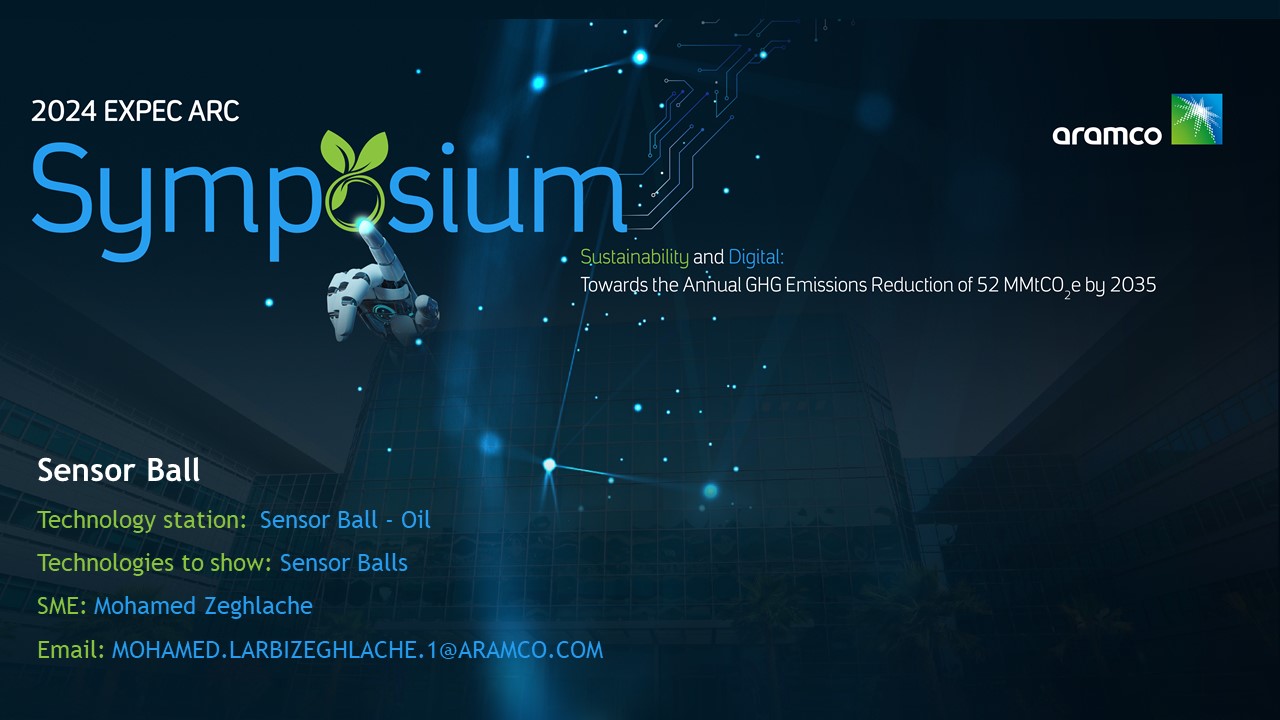 2024 EXPEC ARC
Symposium
aramco
Sustainability and Digital:
Towards the Annual GHG Emissions Reduction of 52 MMtCO₂e by 2035
Sensor Ball
Technology station: Sensor Ball - Oil
Technologies to show: Sensor Balls
SME: Mohamed Zeghlache
Email: MOHAMED.LARBIZEGHLACHE.1@ARAMCO.COM